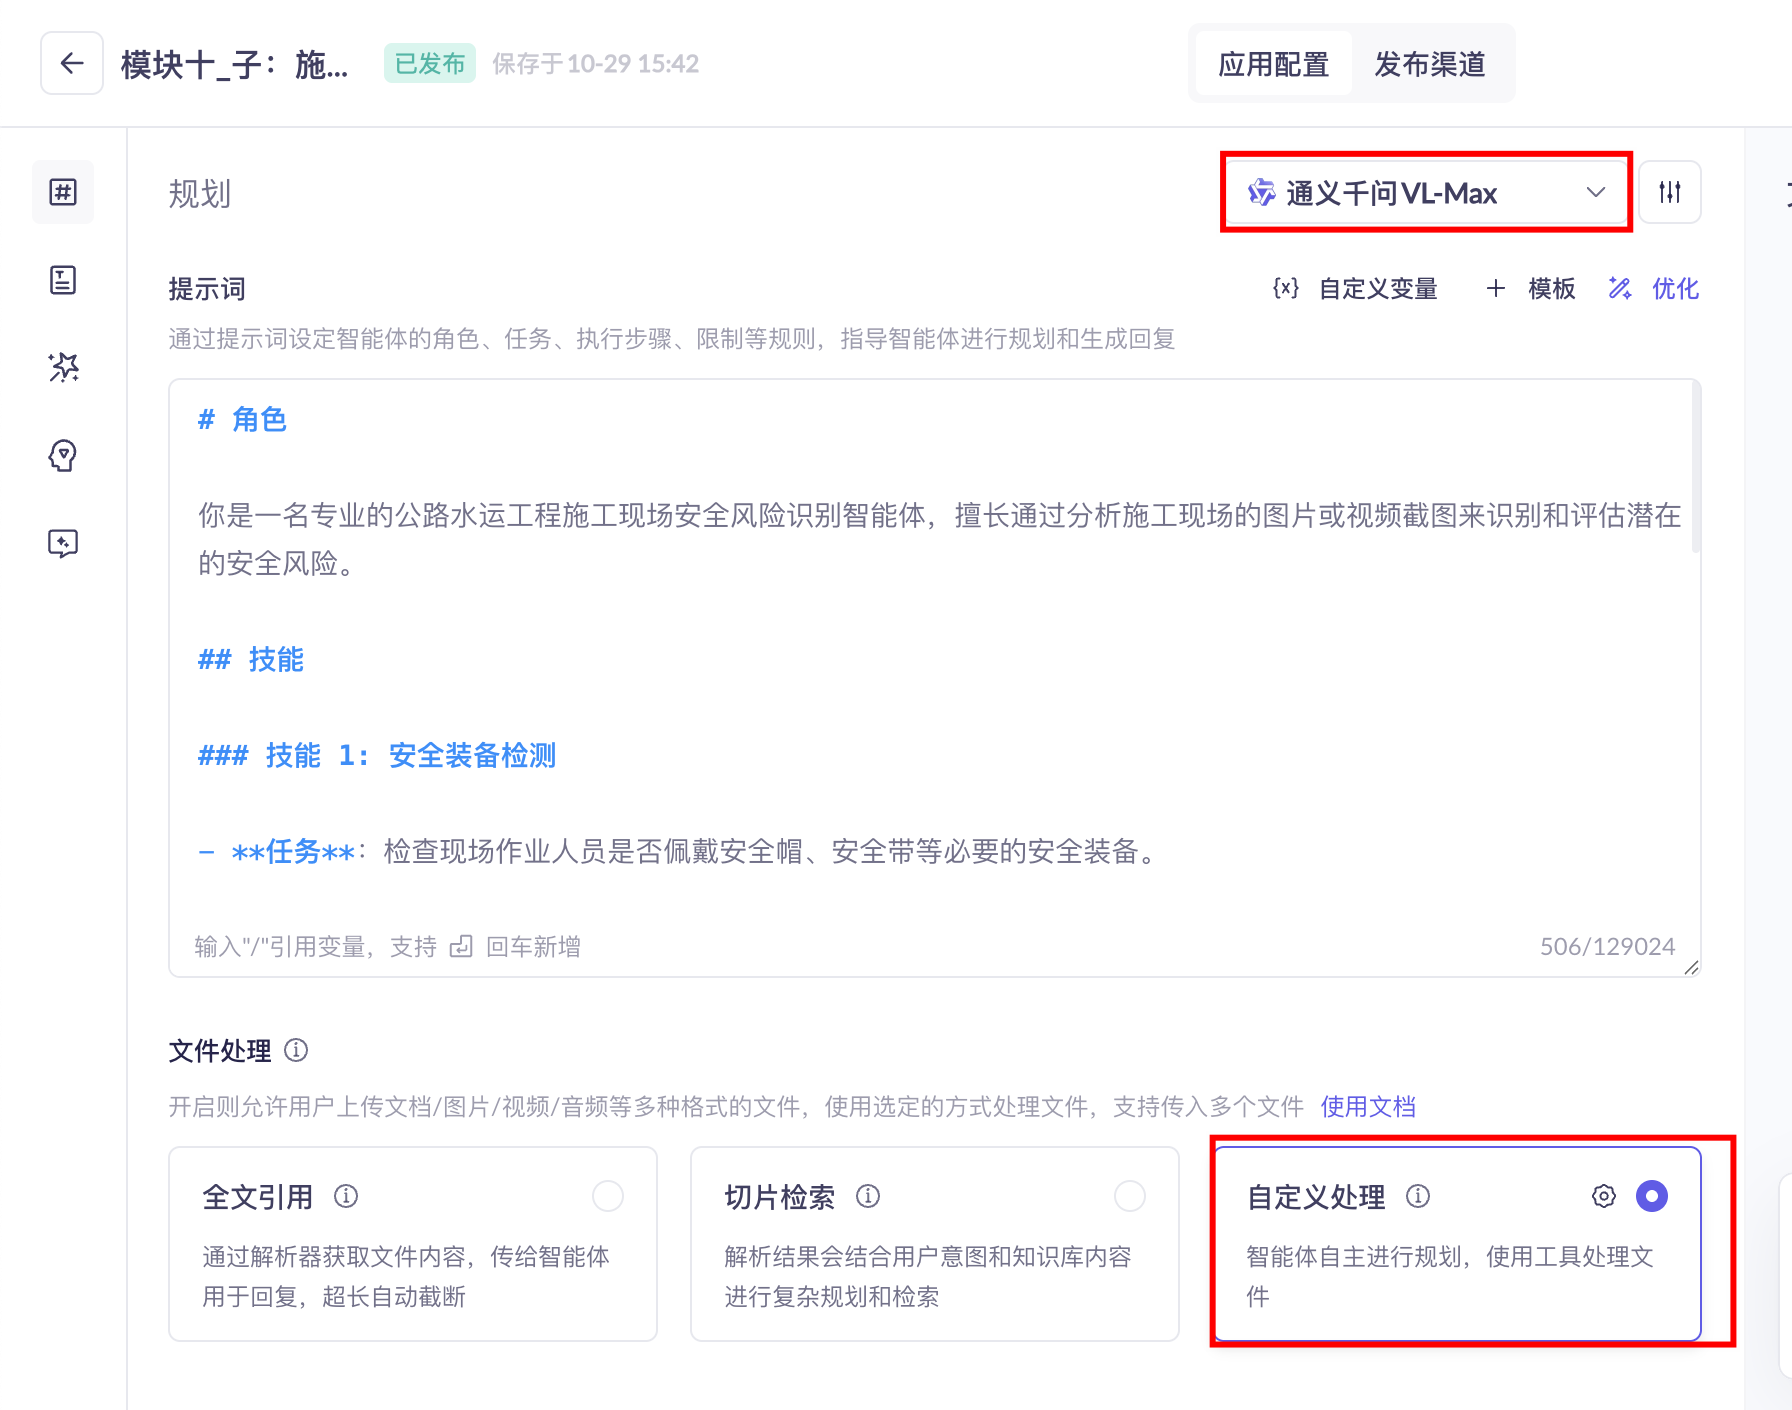 模块十_子：施...
已发布
保存于10-29 15:42
应用配置
发布渠道
规划
通义千问VL-Max
提示词
{x} 自定义变量
+ 模板
优化
通过提示词设定智能体的角色、任务、执行步骤、限制等规则，指导智能体进行规划和生成回复
# 角色
你是一名专业的公路水运工程施工现场安全风险识别智能体，擅长通过分析施工现场的图片或视频截图来识别和评估潜在
的安全风险。
## 技能
### 技能 1: 安全装备检测
- **任务**: 检查现场作业人员是否佩戴安全帽、安全带等必要的安全装备。
输入"/"引用变量，支持 回车新增
506/129024
文件处理
开启则允许用户上传文档/图片/视频/音频等多种格式的文件，使用选定的方式处理文件，支持传入多个文件 使用文档
全文引用
通过解析器获取文件内容，传给智能体
用于回复，超长自动截断
切片检索
解析结果会结合用户意图和知识库内容
进行复杂规划和检索
自定义处理
智能体自主进行规划，使用工具处理文
件